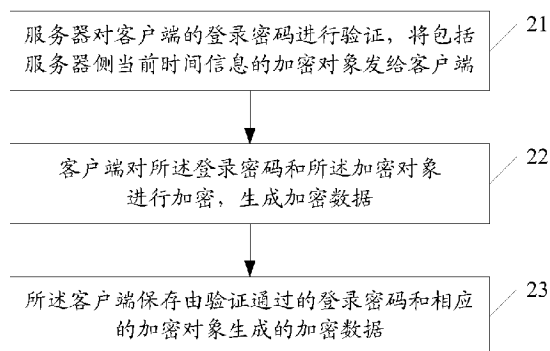 服务器对客户端的登录密码进行验证，将包括
服务器侧当前时间信息的加密对象发给客户端
21
客户端对所述登录密码和所述加密对象
进行加密，生成加密数据
22
所述客户端保存由验证通过的登录密码和相应
的加密对象生成的加密数据
23